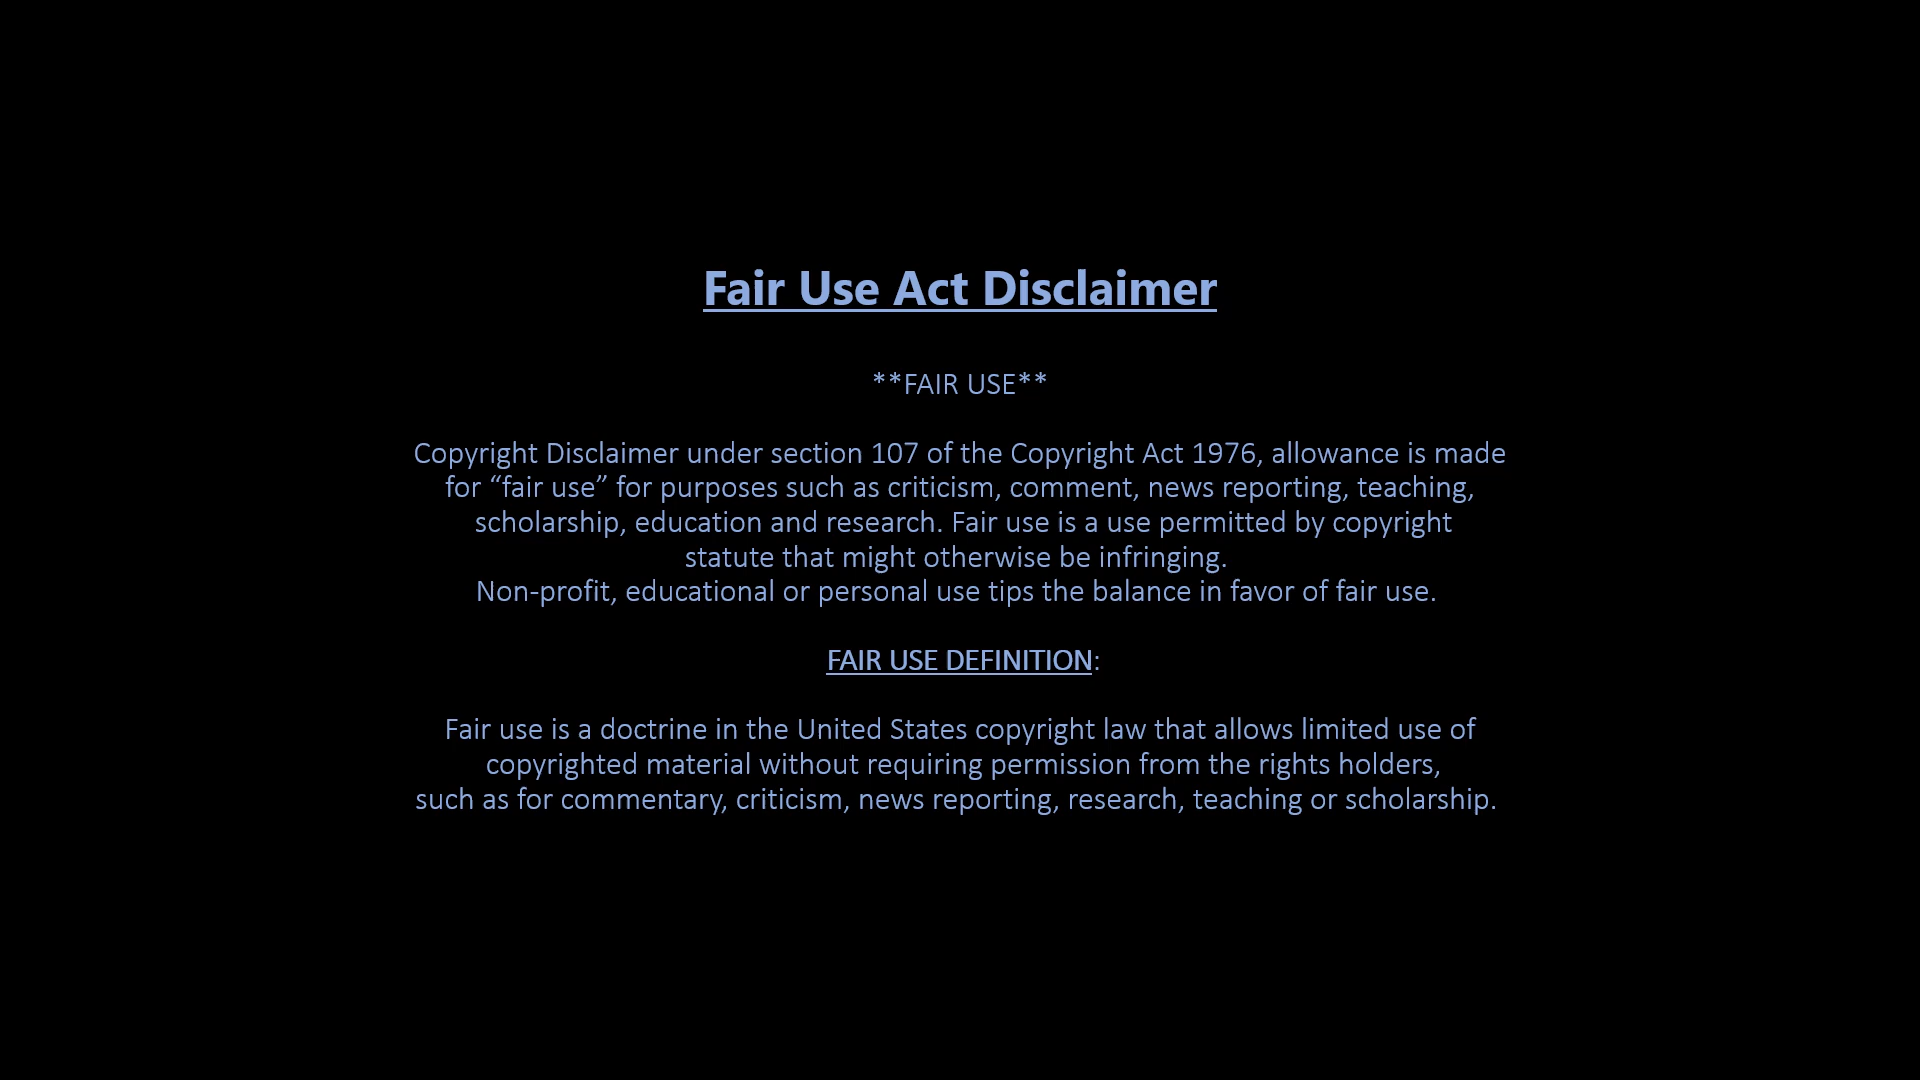 Fair Use Act Disclaimer
**FAIR USE**
Copyright Disclaimer under section 107 of the Copyright Act 1976, allowance is made
for “fair use” for purposes such as criticism, comment, news reporting, teaching,
scholarship, education and research. Fair use is a use permitted by copyright
statute that might otherwise be infringing.
Non-profit, educational or personal use tips the balance in favor of fair use.
FAIR USE DEFINITION:
Fair use is a doctrine in the United States copyright law that allows limited use of
copyrighted material without requiring permission from the rights holders,
such as for commentary, criticism, news reporting, research, teaching or scholarship.